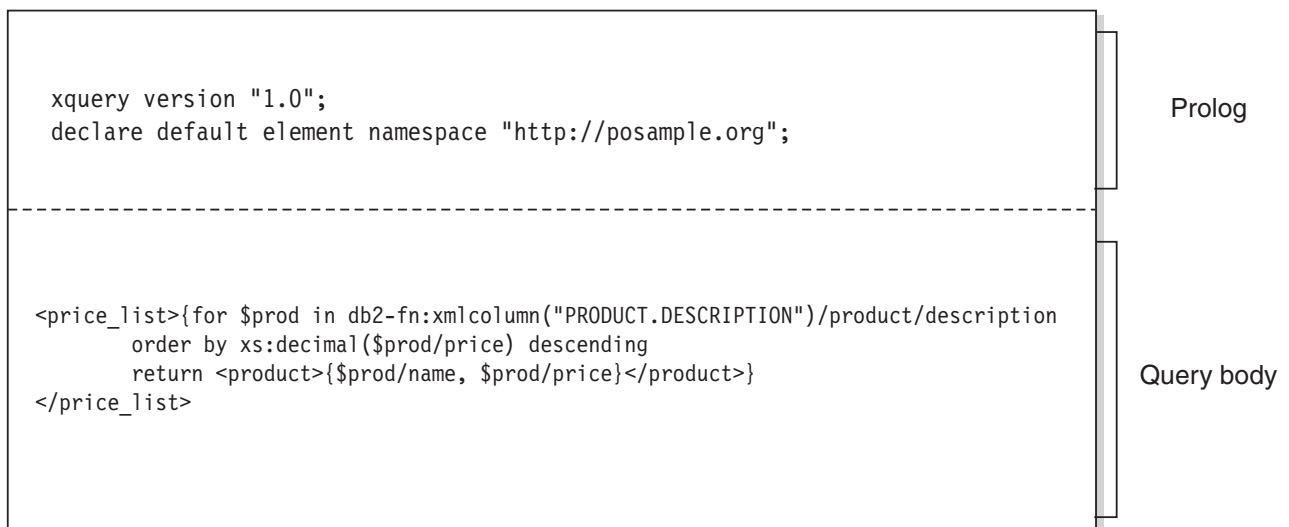 xquery version "1.0";
declare default element namespace "http://posample.org";
Prolog
<price_list>{for $prod in db2-fn:xmlcolumn("PRODUCT.DESCRIPTION")/product/description
order by xs:decimal($prod/price) descending
return <product>{$prod/name, $prod/price}</product>}
</price_list>
Query body